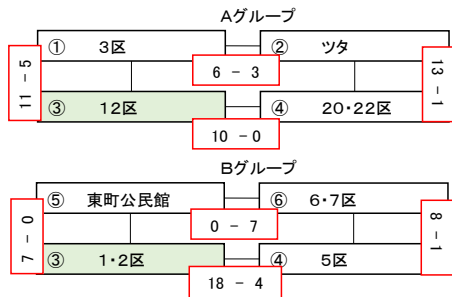 Aグループ
① 3区 ② ツタ
6 - 3
11 - 5
13 - 1
③ 12区 ④ 20・22区
10 - 0
Bグループ
⑤ 東町公民館 ⑥ 6・7区
0 - 7
7 - 0
8 - 1
③ 1・2区 ④ 5区
18 - 4